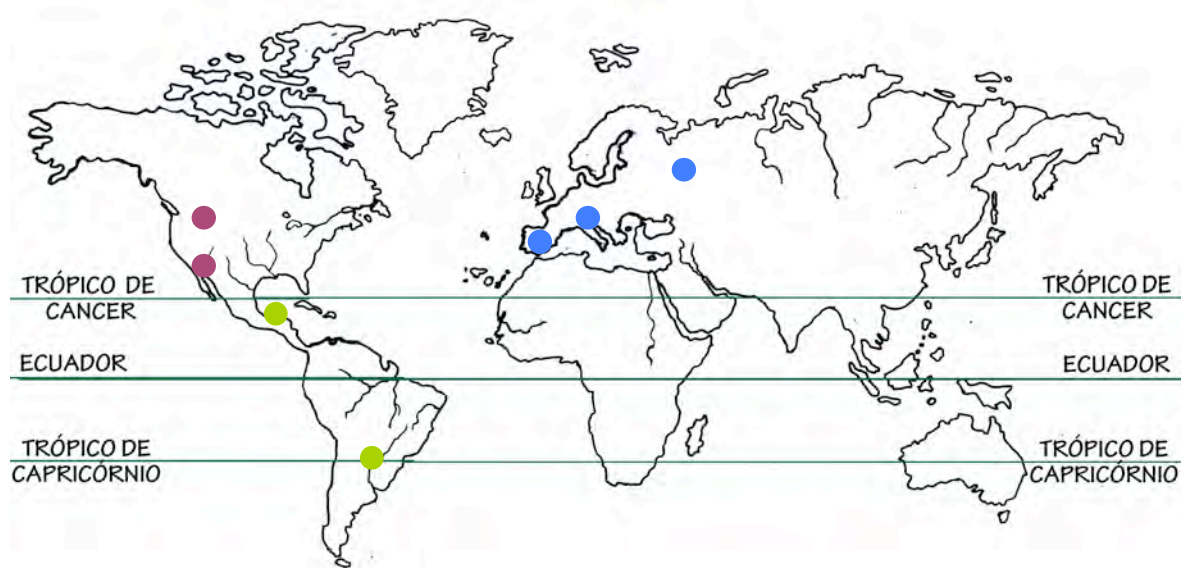 TRÓPICO DE
CANCER
TRÓPICO DE
CANCER
ECUADOR
ECUADOR
TRÓPICO DE
CAPRICÓRNIO
TRÓPICO DE
CAPRICÓRNIO